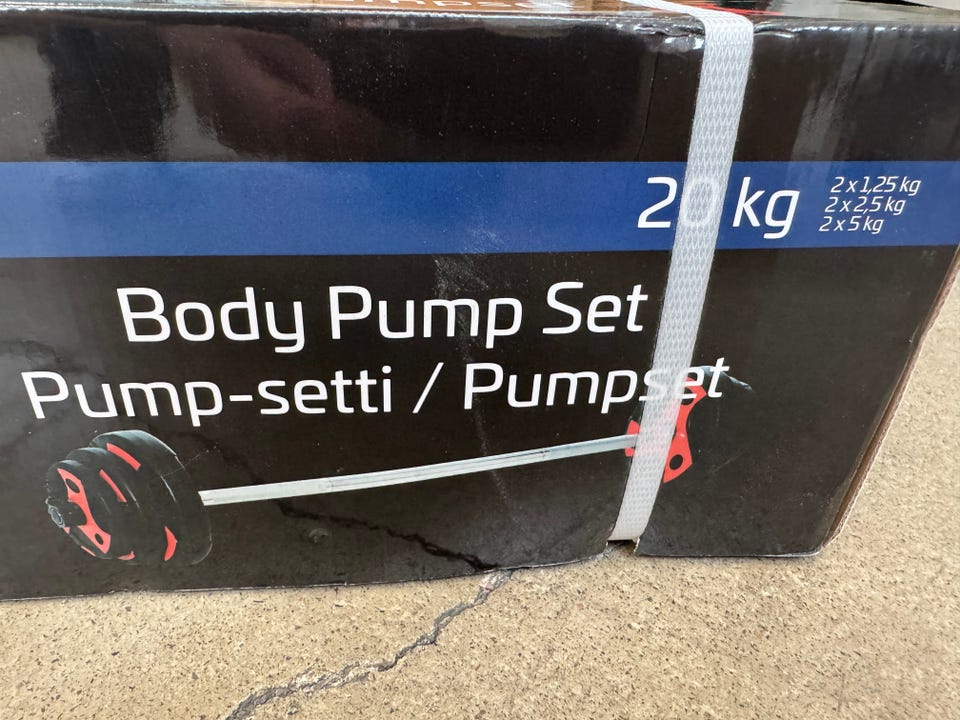 20 kg
2 x 1,25 kg
2 x 2,5 kg
2 x 5 kg
Body Pump Set
Pump-setti / Pumpset